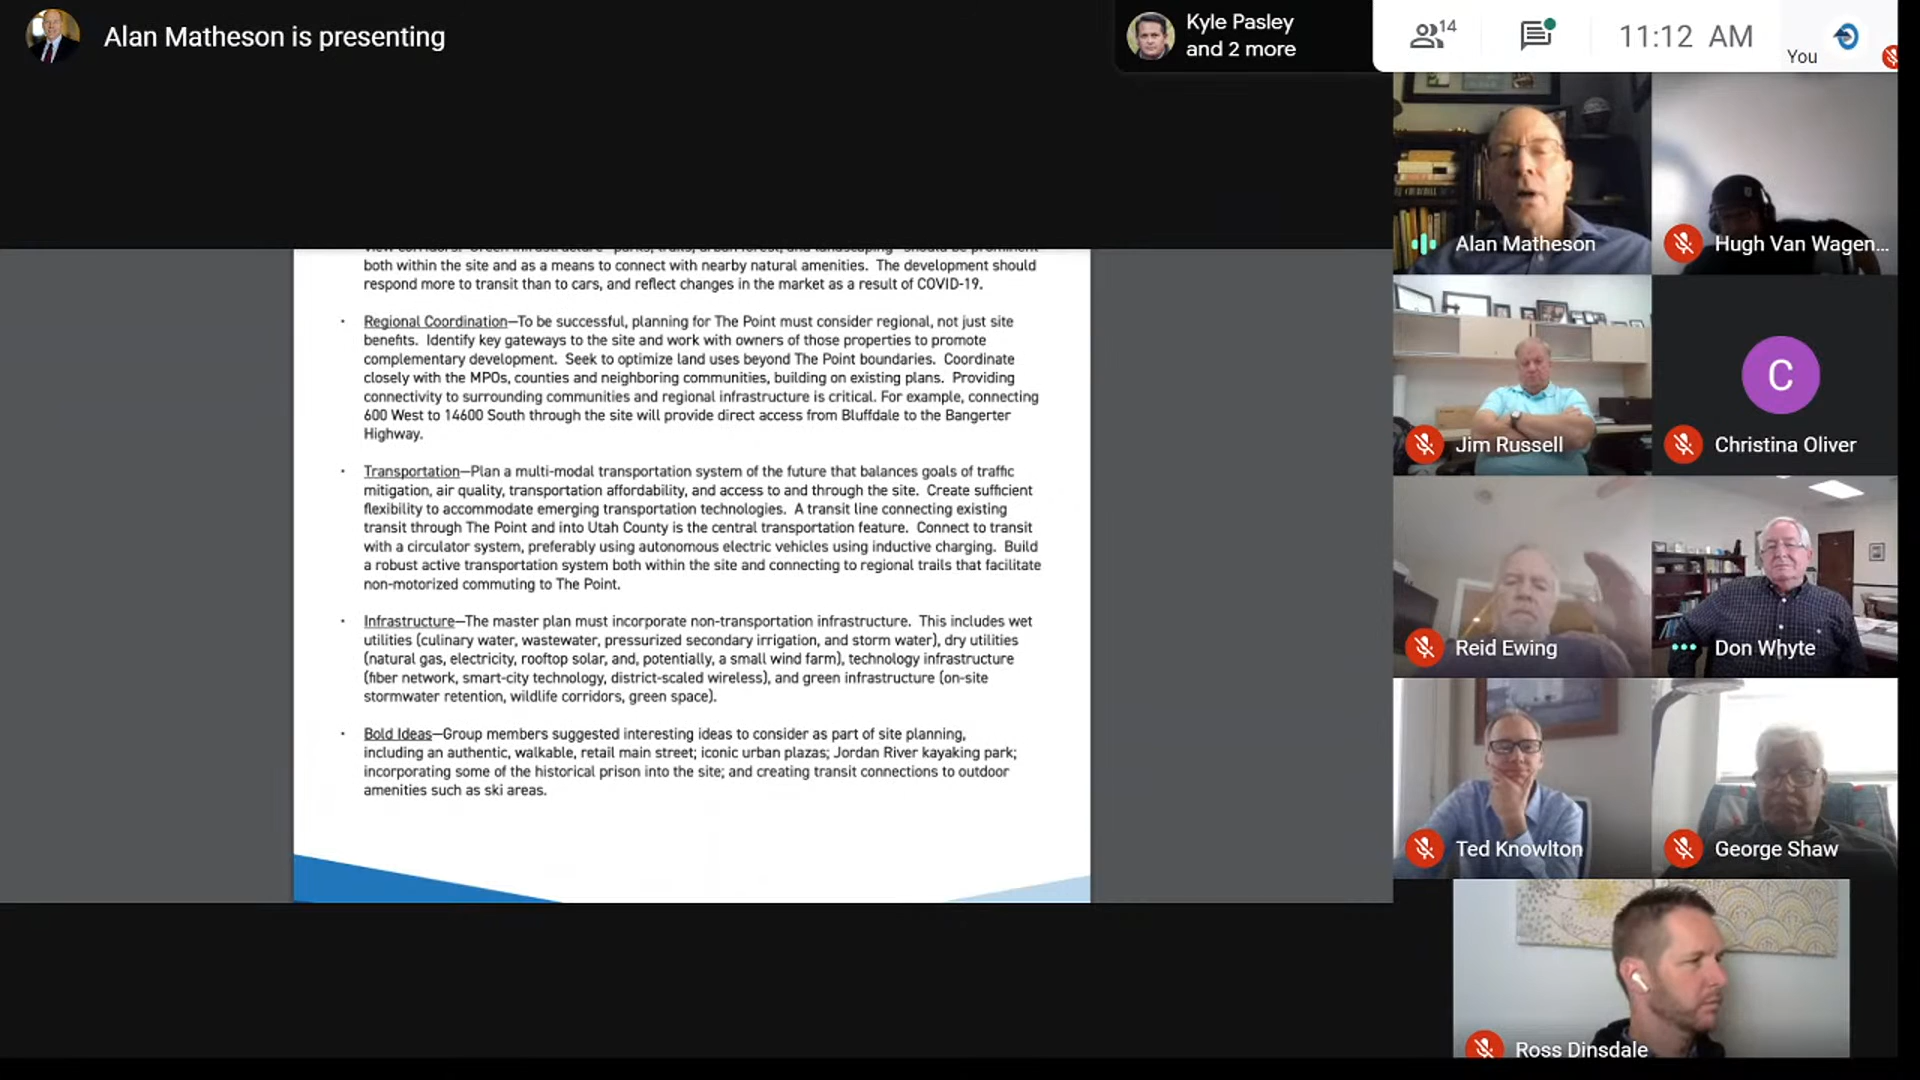 Alan Matheson is presenting
Kyle Pasley
and 2 more
14
11:12 AM
You
view corridors. Green infrastructure—parks, trails, urban forest, and landscaping—should be prominent
both within the site and as a means to connect with nearby natural amenities. The development should
respond more to transit than to cars, and reflect changes in the market as a result of COVID-19.
· Regional Coordination—To be successful, planning for The Point must consider regional, not just site
benefits. Identify key gateways to the site and work with owners of those properties to promote
complementary development. Seek to optimize land uses beyond The Point boundaries. Coordinate
closely with the MPOs, counties and neighboring communities, building on existing plans. Providing
connectivity to surrounding communities and regional infrastructure is critical. For example, connecting
600 West to 14600 South through the site will provide direct access from Bluffdale to the Bangerter
Highway.
· Transportation—Plan a multi-modal transportation system of the future that balances goals of traffic
mitigation, air quality, transportation affordability, and access to and through the site. Create sufficient
flexibility to accommodate emerging transportation technologies. A transit line connecting existing
transit through The Point and into Utah County is the central transportation feature. Connect to transit
with a circulator system, preferably using autonomous electric vehicles using inductive charging. Build
a robust active transportation system both within the site and connecting to regional trails that facilitate
non-motorized commuting to The Point.
· Infrastructure—The master plan must incorporate non-transportation infrastructure. This includes wet
utilities (culinary water, wastewater, pressurized secondary irrigation, and storm water), dry utilities
(natural gas, electricity, rooftop solar, and, potentially, a small wind farm), technology infrastructure
(fiber network, smart-city technology, district-scaled wireless), and green infrastructure (on-site
stormwater retention, wildlife corridors, green space).
· Bold Ideas—Group members suggested interesting ideas to consider as part of site planning,
including an authentic, walkable, retail main street; iconic urban plazas; Jordan River kayaking park;
incorporating some of the historical prison into the site; and creating transit connections to outdoor
amenities such as ski areas.
Alan Matheson
Hugh Van Wagen...
Jim Russell
C
Christina Oliver
Reid Ewing
Don Whyte
Ted Knowlton
George Shaw
Ross Dinsdale